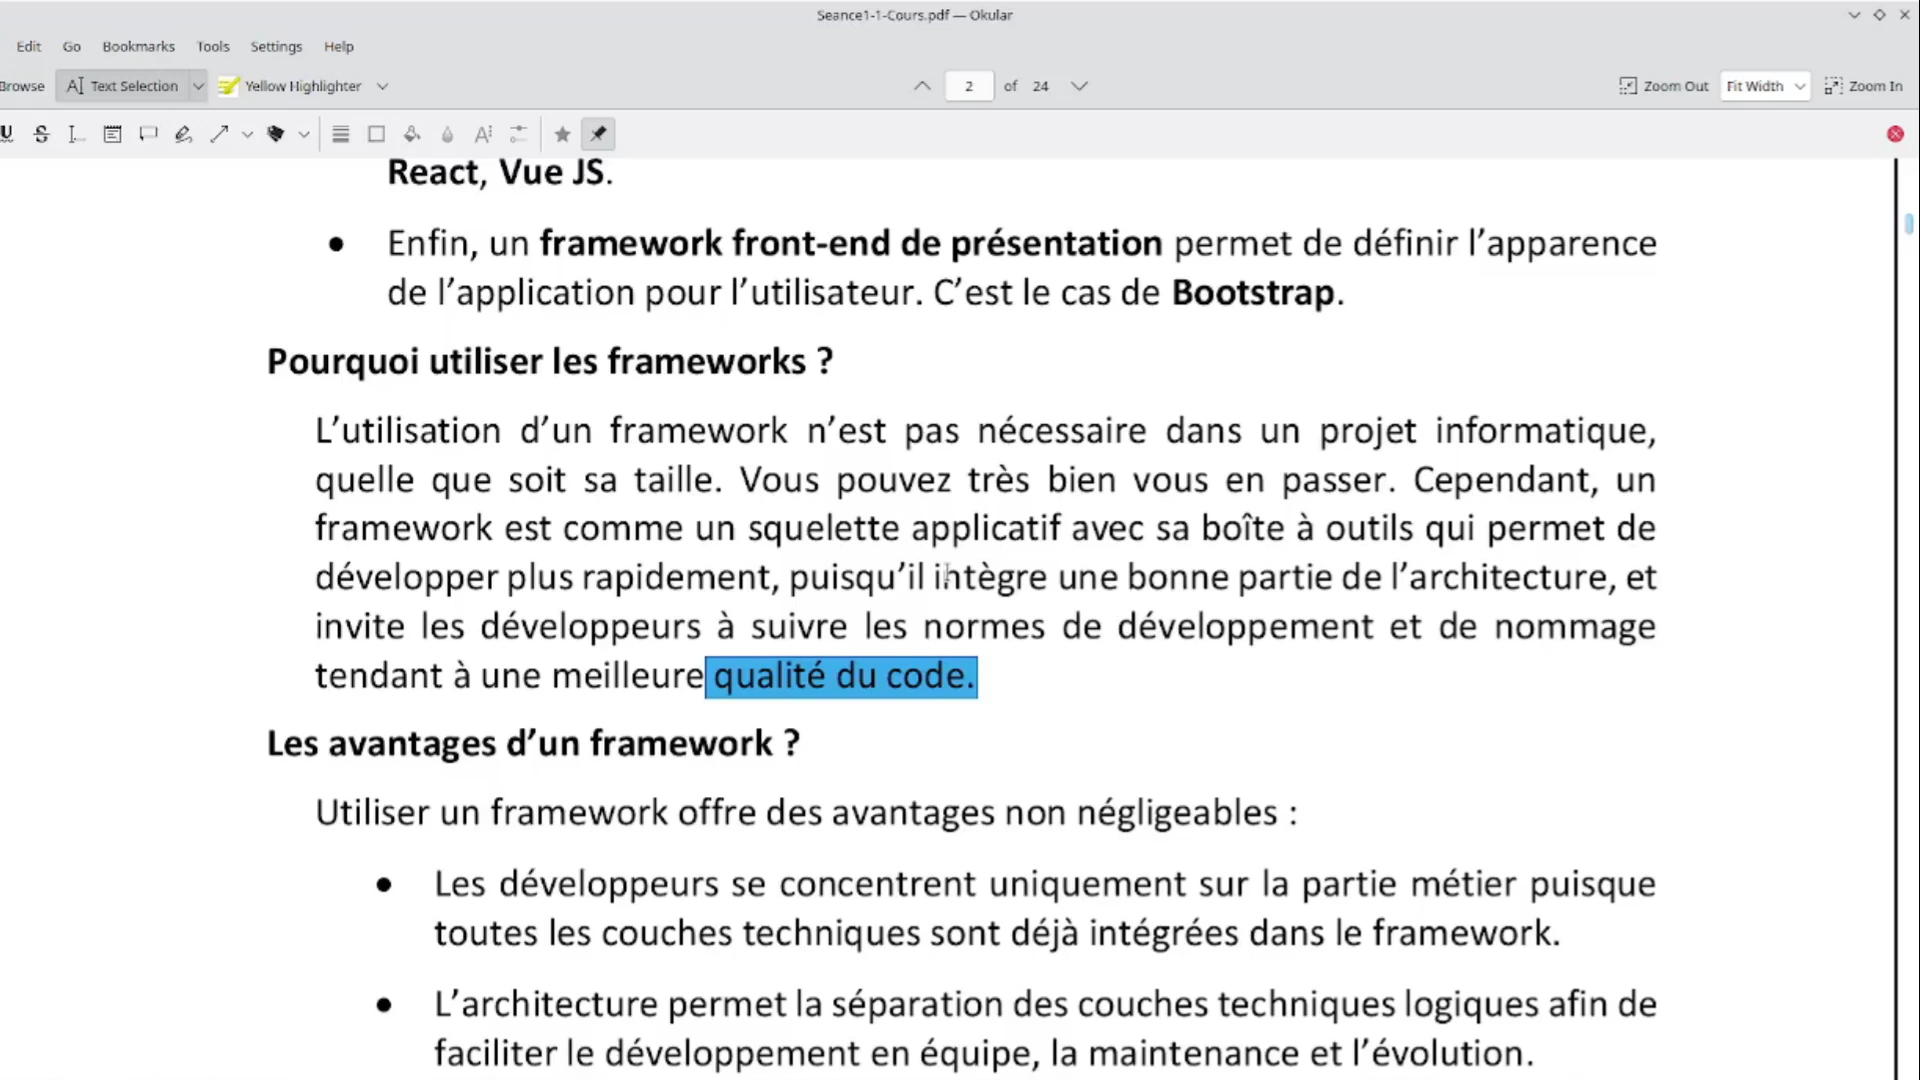 Seance1-1-Cours.pdf — Okular
Edit Go Bookmarks Tools Settings Help
Browse Text Selection Yellow Highlighter 2 of 24 Zoom Out Fit Width Zoom In
React, Vue JS.
• Enfin, un framework front-end de présentation permet de définir l’apparence
de l’application pour l’utilisateur. C’est le cas de Bootstrap.
Pourquoi utiliser les frameworks ?
L’utilisation d’un framework n’est pas nécessaire dans un projet informatique,
quelle que soit sa taille. Vous pouvez très bien vous en passer. Cependant, un
framework est comme un squelette applicatif avec sa boîte à outils qui permet de
développer plus rapidement, puisqu’il intègre une bonne partie de l’architecture, et
invite les développeurs à suivre les normes de développement et de nommage
tendant à une meilleure qualité du code.
Les avantages d’un framework ?
Utiliser un framework offre des avantages non négligeables :
• Les développeurs se concentrent uniquement sur la partie métier puisque
toutes les couches techniques sont déjà intégrées dans le framework.
• L’architecture permet la séparation des couches techniques logiques afin de
faciliter le développement en équipe, la maintenance et l’évolution.